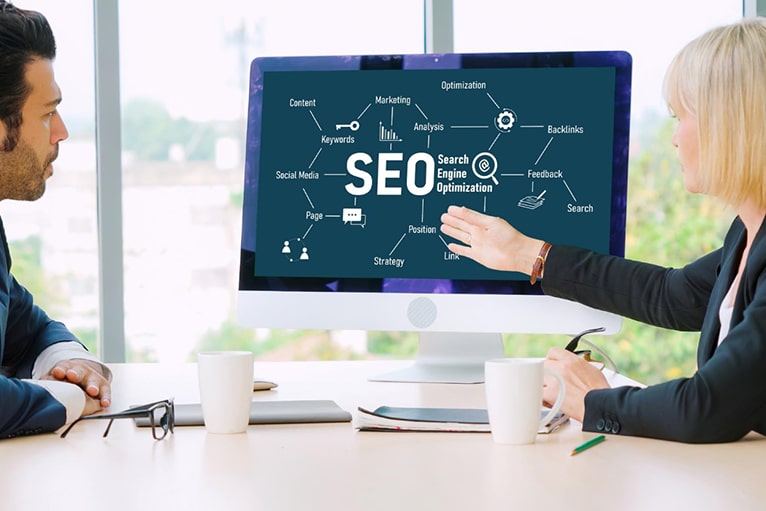 Optimization
Content
Marketing
Keywords
Analysis
Backlinks
SEO
Search
Engine
Optimization
Social Media
Feedback
Page
Search
Position
Strategy
Link